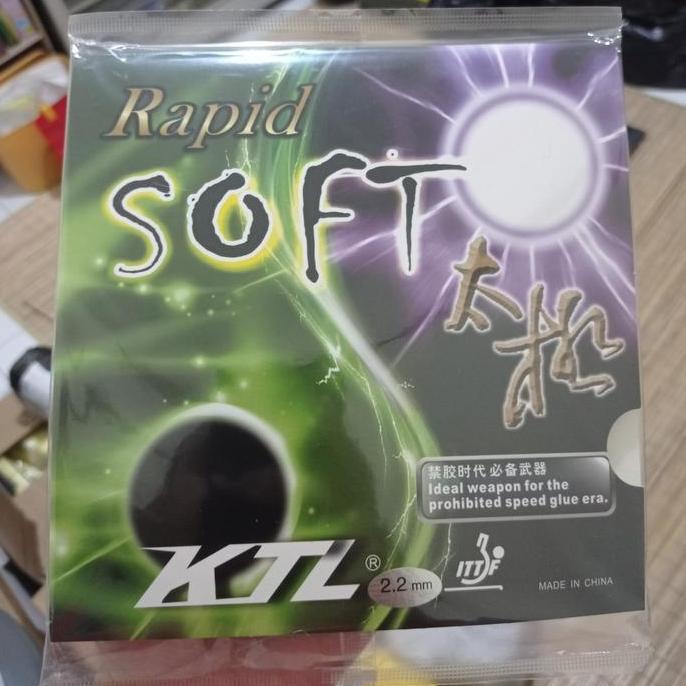 Rapid
SOFT
太极
禁胶时代 必备武器
Ideal weapon for the
prohibited speed glue era.
KTL®
2.2 mm
ITTF
MADE IN CHINA